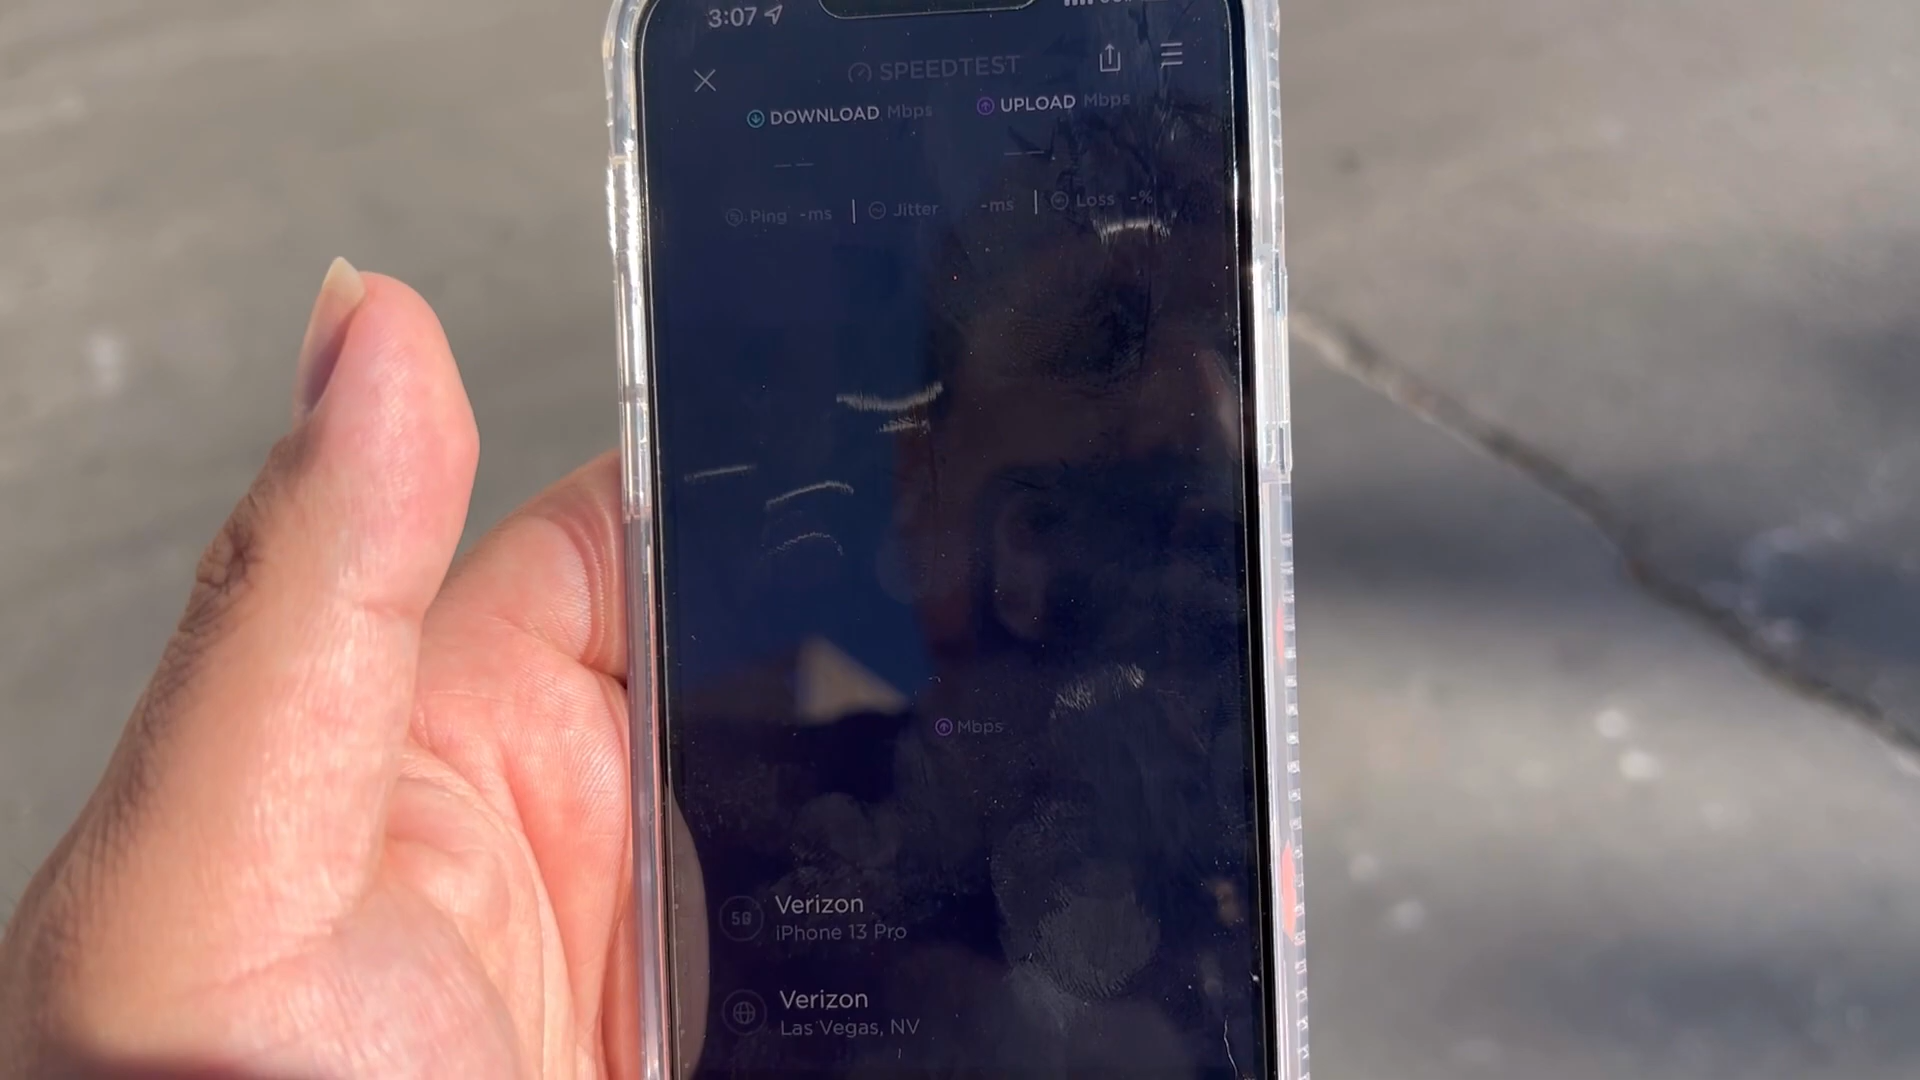 3:07
SPEEDTEST
DOWNLOAD Mbps UPLOAD Mbps
Ping -ms Jitter -ms Loss -%
Mbps
5G Verizon
iPhone 13 Pro
Verizon
Las Vegas, NV